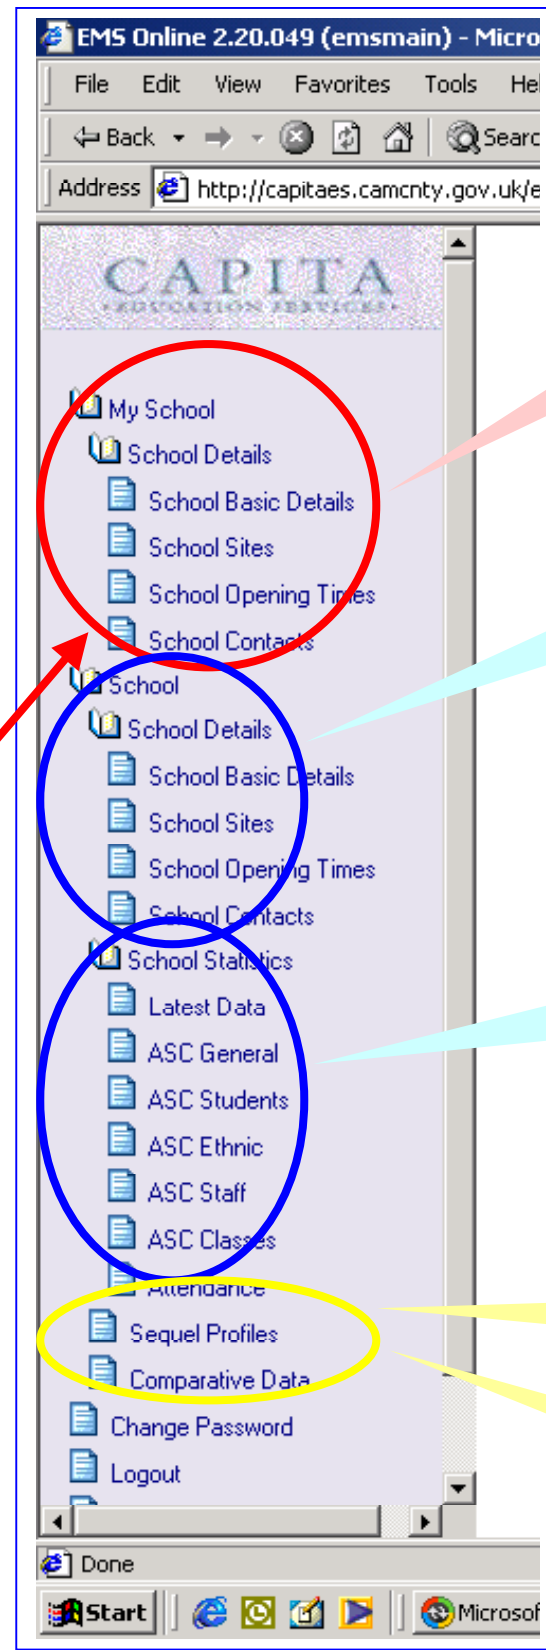 EMS Online 2.20.049 (emsmain) - Micro
File Edit View Favorites Tools Hel
Back Searc
Address http://capitaes.camcnty.gov.uk/e
CAPITA
EDUCATION SERVICES
My School
School Details
School Basic Details
School Sites
School Opening Times
School Contacts
School
School Details
School Basic Details
School Sites
School Opening Times
School Contacts
School Statistics
Latest Data
ASC General
ASC Students
ASC Ethnic
ASC Staff
ASC Classes
Attendance
Sequel Profiles
Comparative Data
Change Password
Logout
Done
Start Microsof